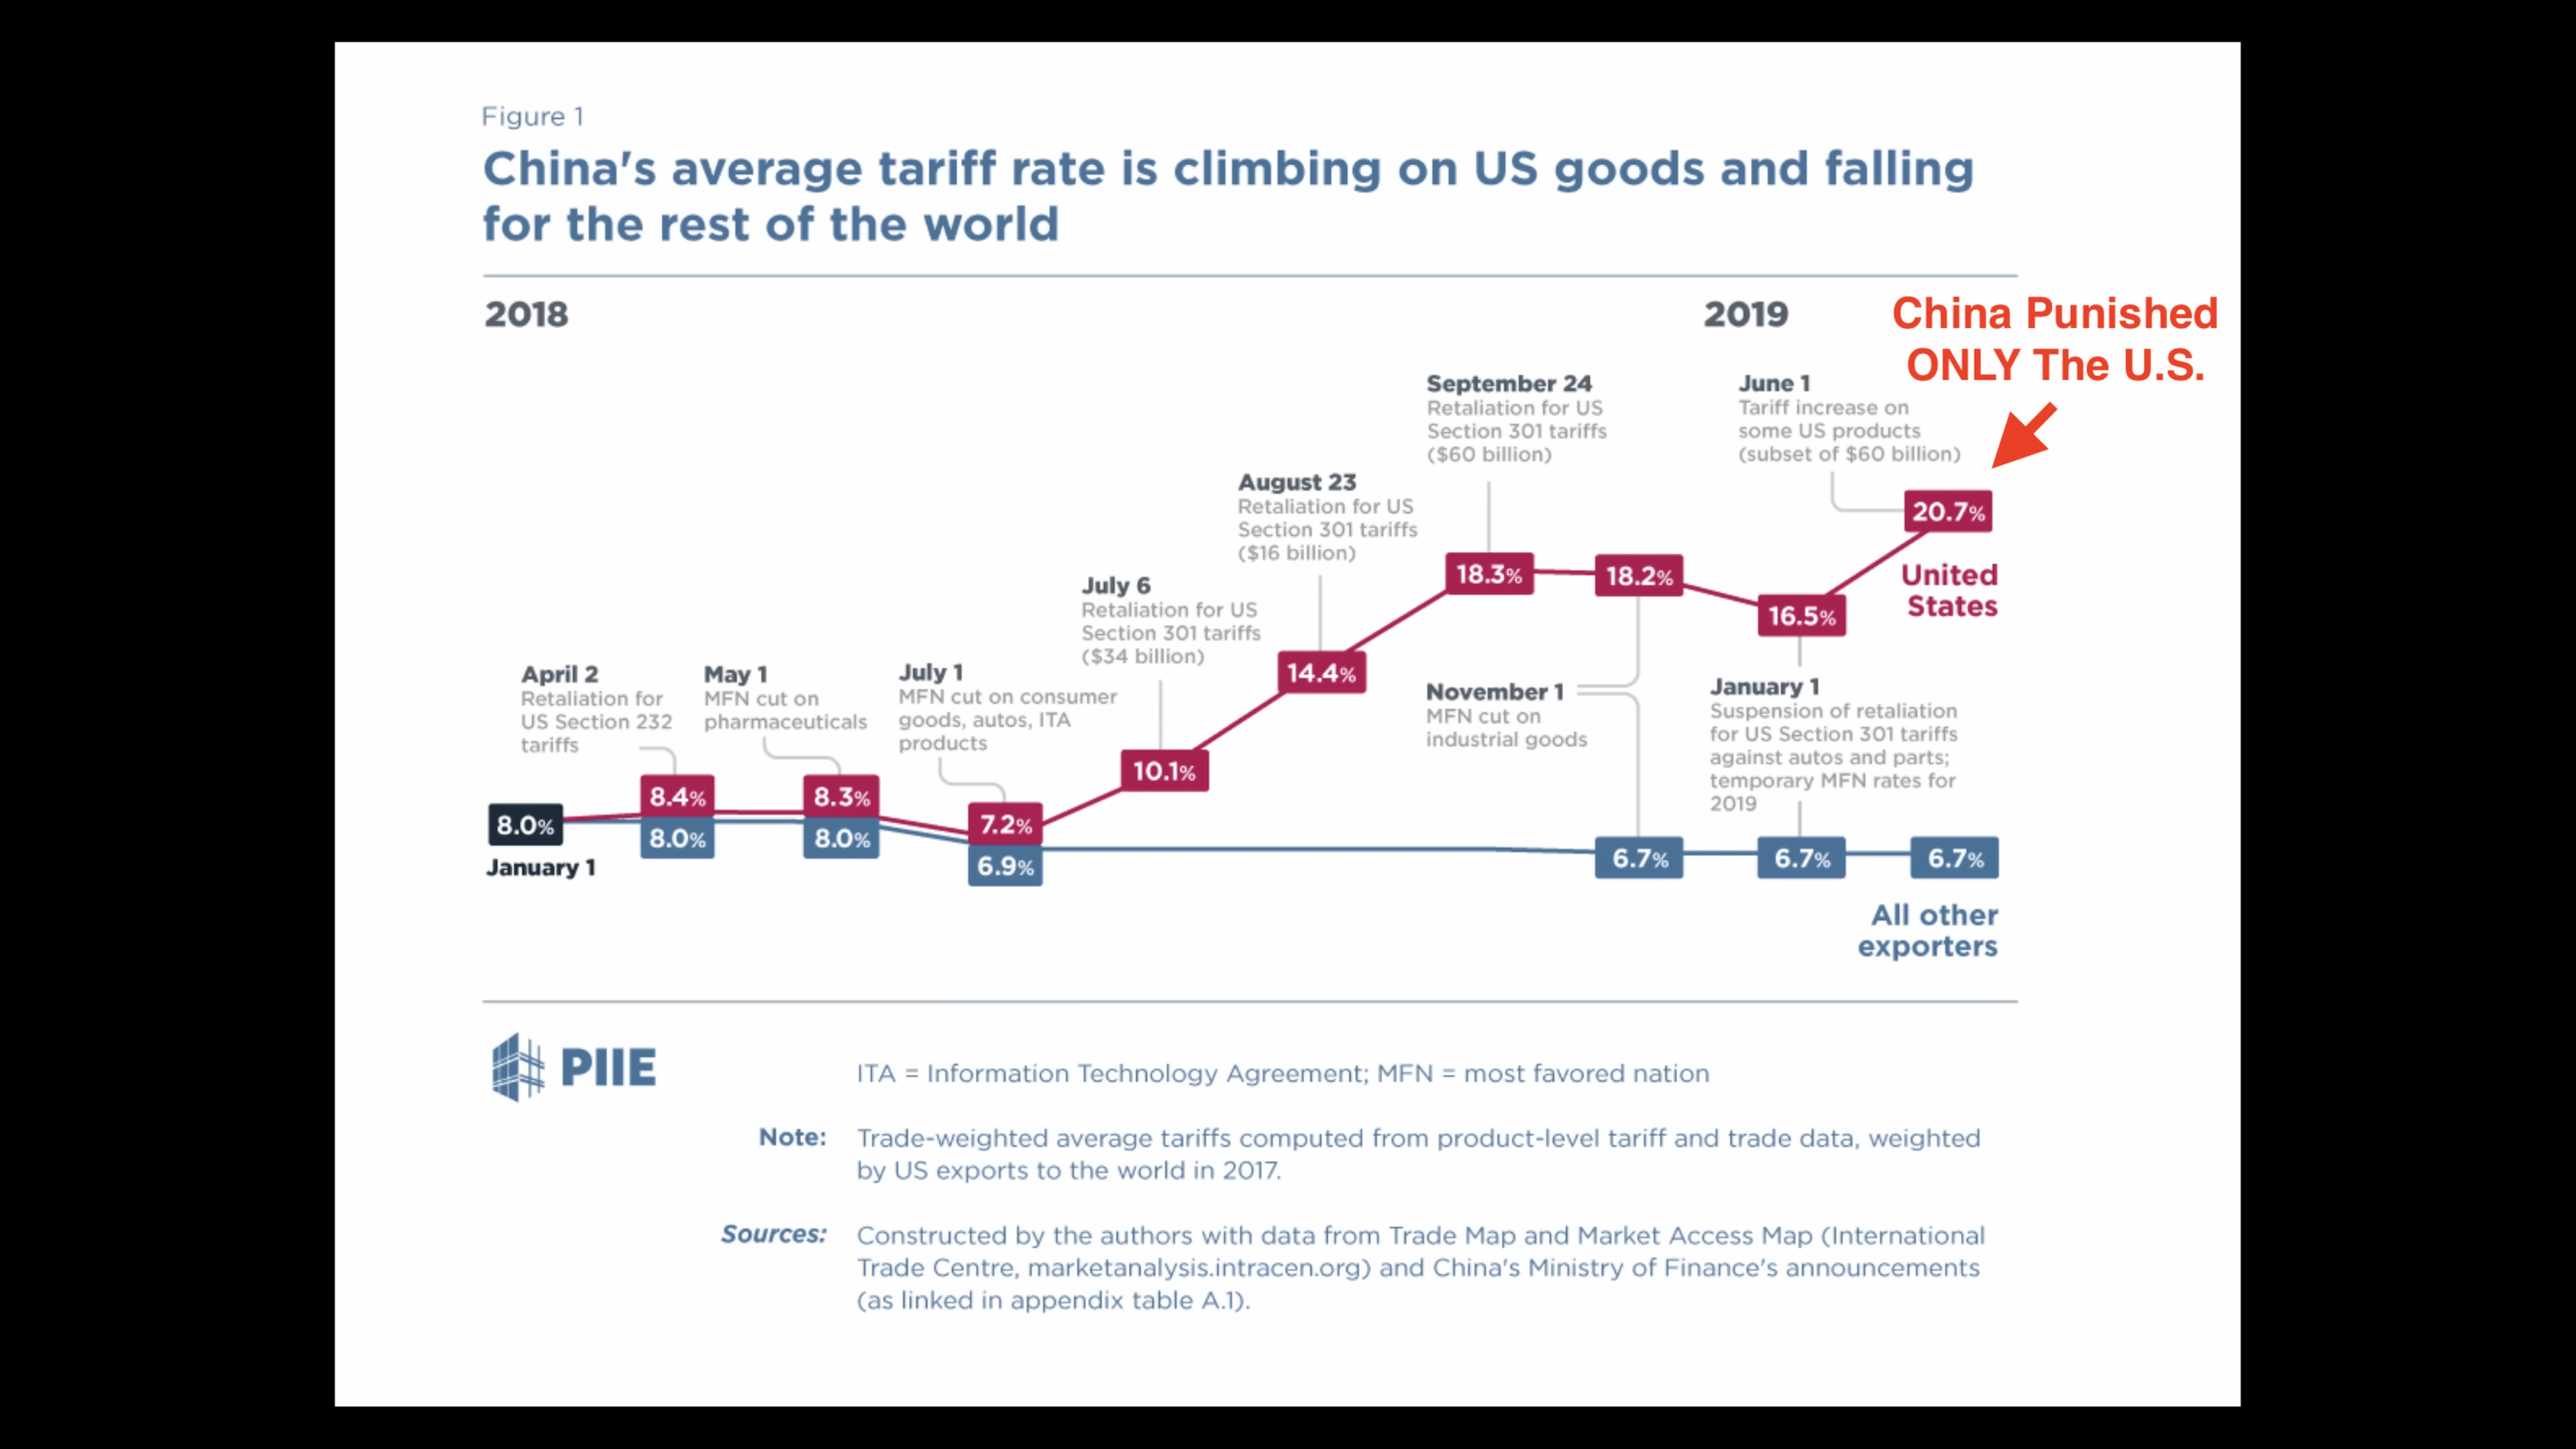 Figure 1
China's average tariff rate is climbing on US goods and falling
for the rest of the world
2018
2019
China Punished
ONLY The U.S.
September 24
Retaliation for US
Section 301 tariffs
($60 billion)
June 1
Tariff increase on
some US products
(subset of $60 billion)
August 23
Retaliation for US
Section 301 tariffs
($16 billion)
July 6
Retaliation for US
Section 301 tariffs
($34 billion)
April 2
Retaliation for
US Section 232
tariffs
May 1
MFN cut on
pharmaceuticals
July 1
MFN cut on consumer
goods, autos, ITA
products
November 1
MFN cut on
industrial goods
January 1
Suspension of retaliation
for US Section 301 tariffs
against autos and parts;
temporary MFN rates for
2019
8.0%
January 1
8.4%
8.3%
7.2%
10.1%
14.4%
18.3%
18.2%
16.5%
20.7%
United
States
8.0%
8.0%
6.9%
6.7%
6.7%
6.7%
All other
exporters
PIIE
ITA = Information Technology Agreement; MFN = most favored nation
Note: Trade-weighted average tariffs computed from product-level tariff and trade data, weighted
by US exports to the world in 2017.
Sources: Constructed by the authors with data from Trade Map and Market Access Map (International
Trade Centre, marketanalysis.intracen.org) and China's Ministry of Finance's announcements
(as linked in appendix table A.1).